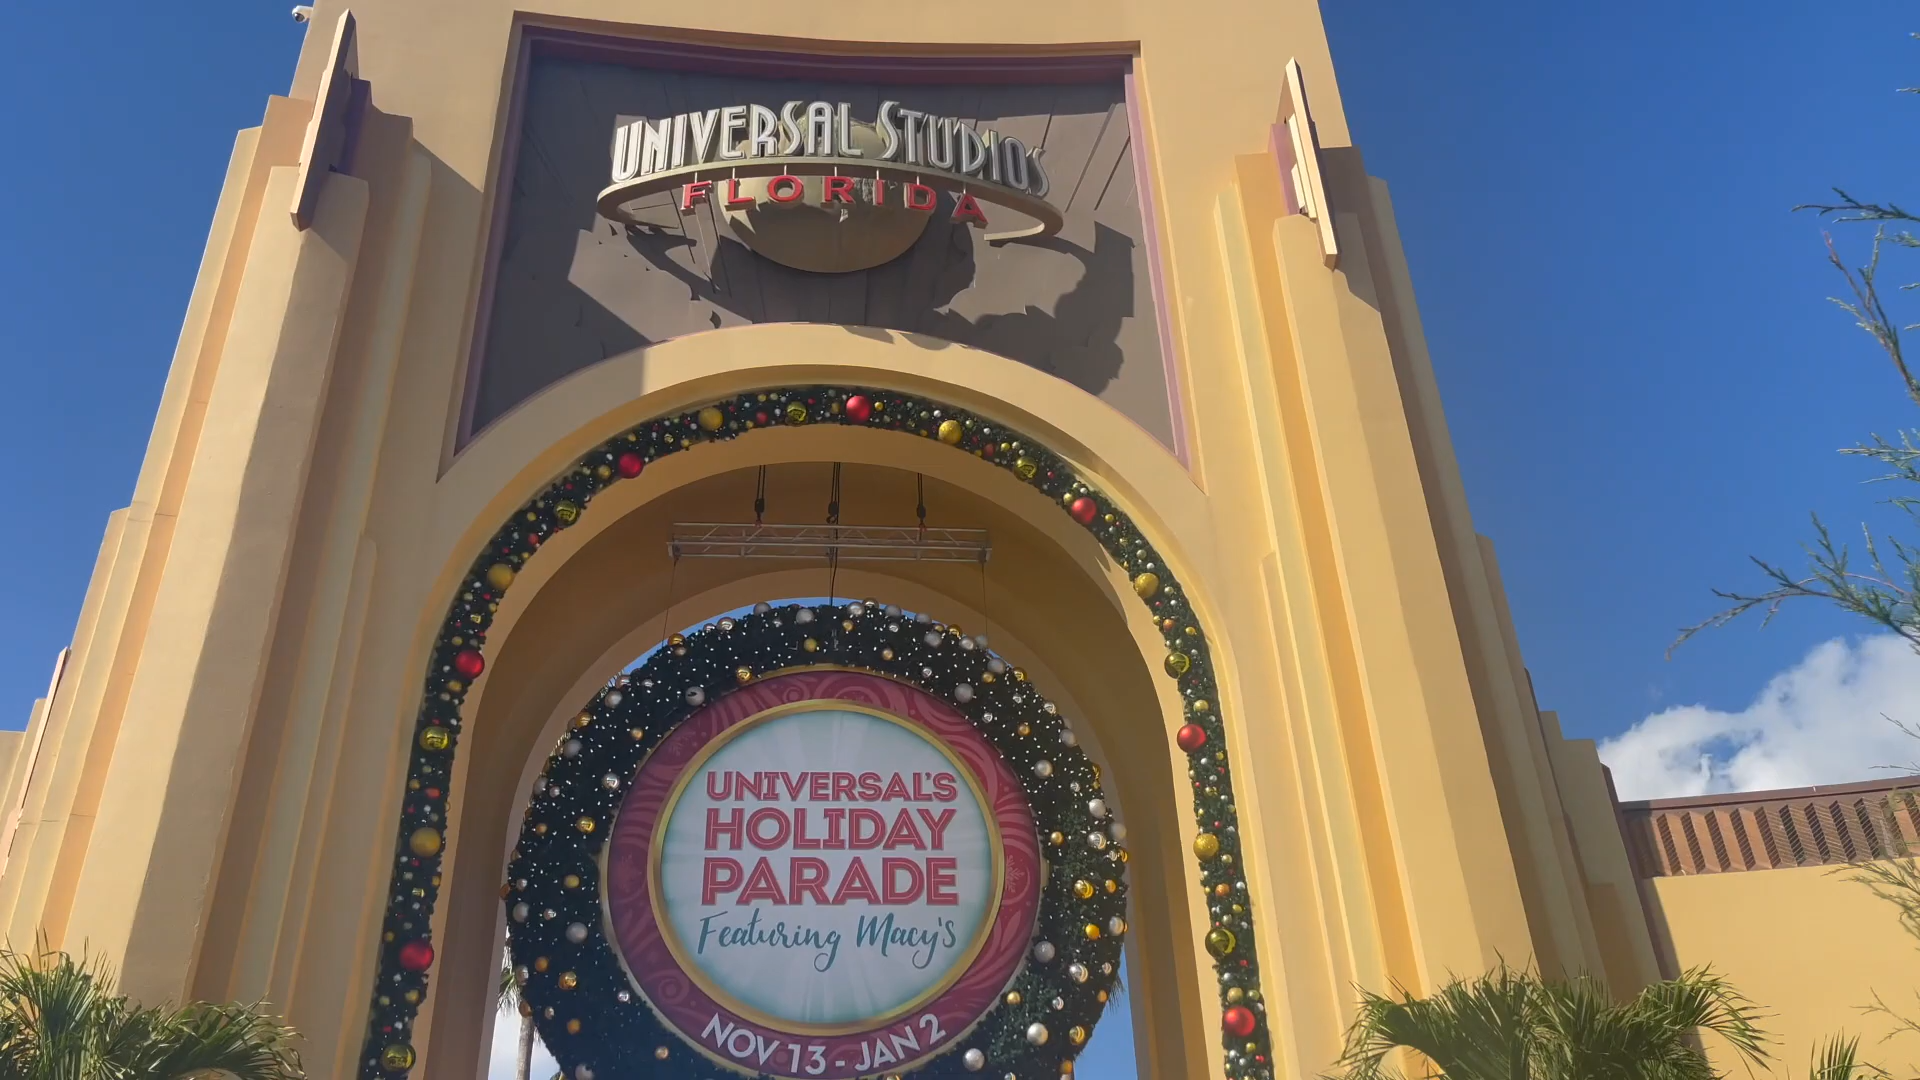 UNIVERSAL STUDIOS
FLORIDA
UNIVERSAL'S
HOLIDAY
PARADE
Featuring Macy's
NOV 13 - JAN 2